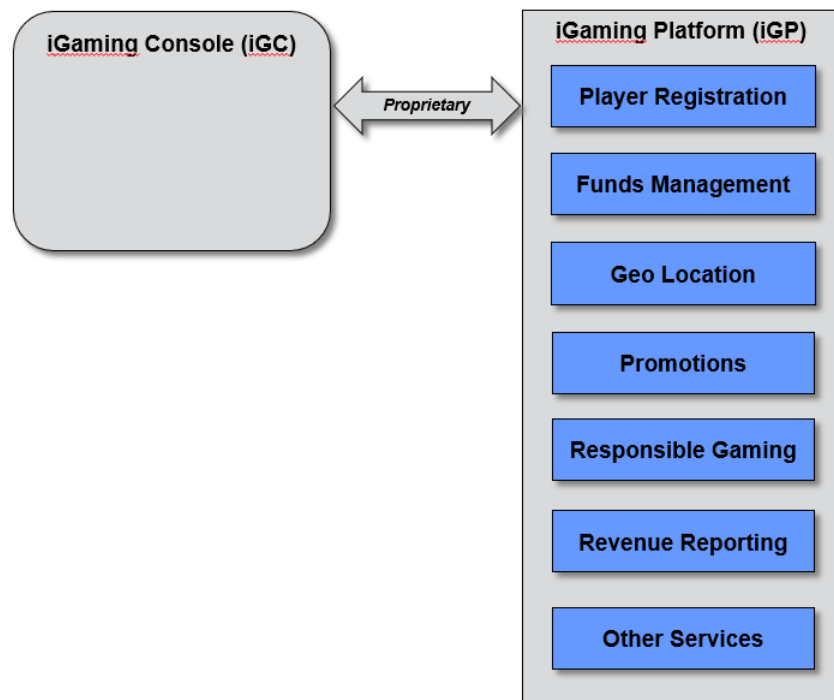 iGaming Console (iGC)
Proprietary
iGaming Platform (iGP)
Player Registration
Funds Management
Geo Location
Promotions
Responsible Gaming
Revenue Reporting
Other Services